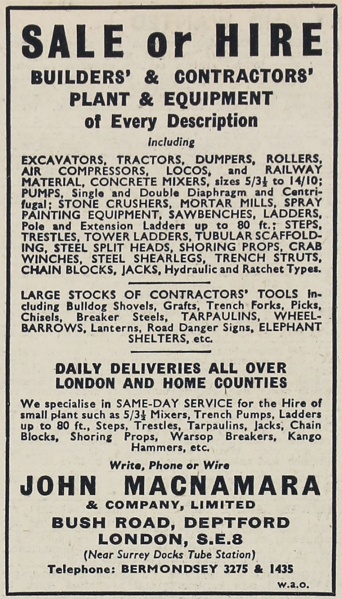 SALE or HIRE
BUILDERS' & CONTRACTORS'
PLANT & EQUIPMENT
of Every Description
including
EXCAVATORS, TRACTORS, DUMPERS, ROLLERS,
AIR COMPRESSORS, LOCOS, and RAILWAY
MATERIAL, CONCRETE MIXERS, sizes 5/3½ to 14/10;
PUMPS, Single and Double Diaphragm and Centri-
fugal; STONE CRUSHERS, MORTAR MILLS, SPRAY
PAINTING EQUIPMENT, SAWBENCHES, LADDERS,
Pole and Extension Ladders up to 80 ft.; STEPS,
TRESTLES, TOWER LADDERS, TUBULAR SCAFFOLD-
ING, STEEL SPLIT HEADS, SHORING PROPS, CRAB
WINCHES, STEEL SHEARLEGS, TRENCH STRUTS,
CHAIN BLOCKS, JACKS, Hydraulic and Ratchet Types.
LARGE STOCKS OF CONTRACTORS' TOOLS In-
cluding Bulldog Shovels, Grafts, Trench Forks, Picks,
Chisels, Breaker Steels, TARPAULINS, WHEEL-
BARROWS, Lanterns, Road Danger Signs, ELEPHANT
SHELTERS, etc.
DAILY DELIVERIES ALL OVER
LONDON AND HOME COUNTIES
We specialise in SAME-DAY SERVICE for the Hire of
small plant such as 5/3½ Mixers, Trench Pumps, Ladders
up to 80 ft., Steps, Trestles, Tarpaulins, Jacks, Chain
Blocks, Shoring Props, Warsop Breakers, Kango
Hammers, etc.
Write, Phone or Wire
JOHN MACNAMARA
& COMPANY, LIMITED
BUSH ROAD, DEPTFORD
LONDON, S.E.8
(Near Surrey Docks Tube Station)
Telephone: BERMONDSEY 3275 & 1435
W.a.o.